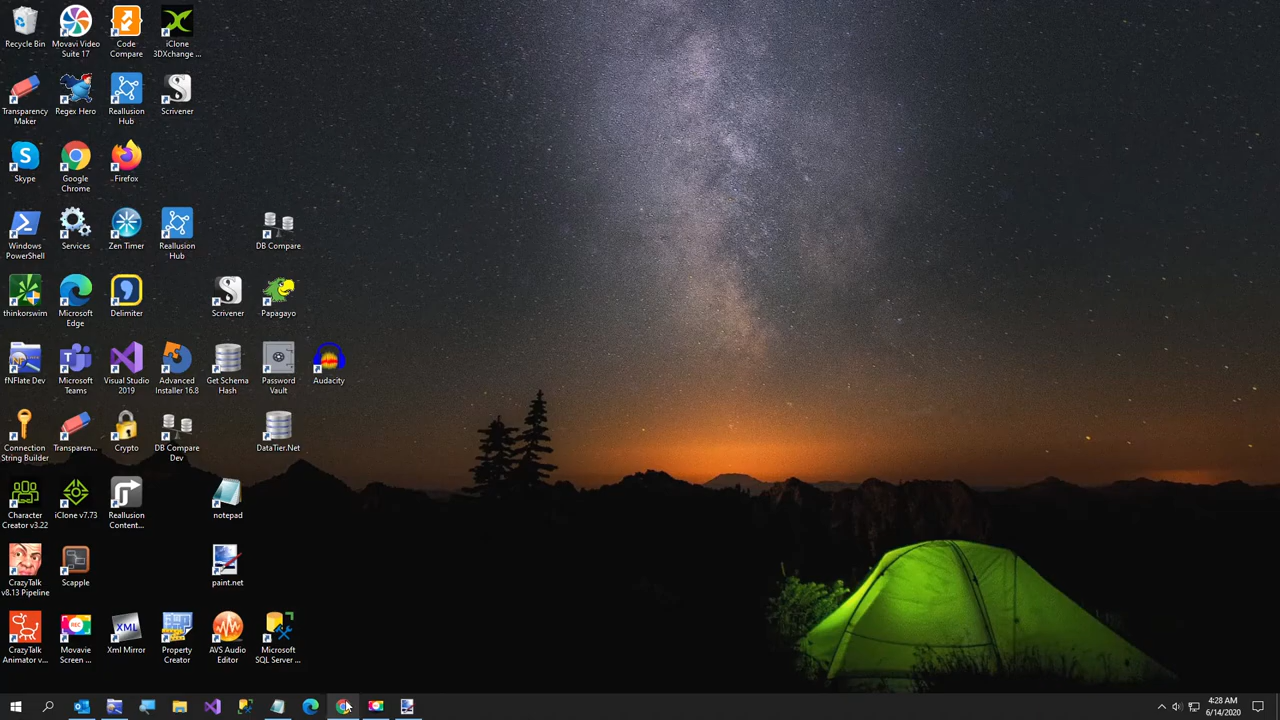 Recycle Bin
Movavi Video
Suite 17
Code
Compare
iClone
3DXchange ...
Transparency
Maker
Regex Hero
Reallusion
Hub
Scrivener
Skype
Google
Chrome
Firefox
Windows
PowerShell
Services
Zen Timer
Reallusion
Hub
DB Compare
thinkorswim
Microsoft
Edge
Delimiter
Scrivener
Papagayo
fNFlate Dev
Microsoft
Teams
Visual Studio
2019
Advanced
Installer 16.8
Get Schema
Hash
Password
Vault
Audacity
Connection
String Builder
Transparen...
Crypto
DB Compare
Dev
DataTier.Net
Character
Creator v3.22
iClone v7.73
Reallusion
Content...
notepad
CrazyTalk
v8.13 Pipeline
Scapple
paint.net
CrazyTalk
Animator v...
REC
Movavie
Screen ...
XML
Xml Mirror
Property
Creator
AVS Audio
Editor
Microsoft
SQL Server ...
4:28 AM
6/14/2020